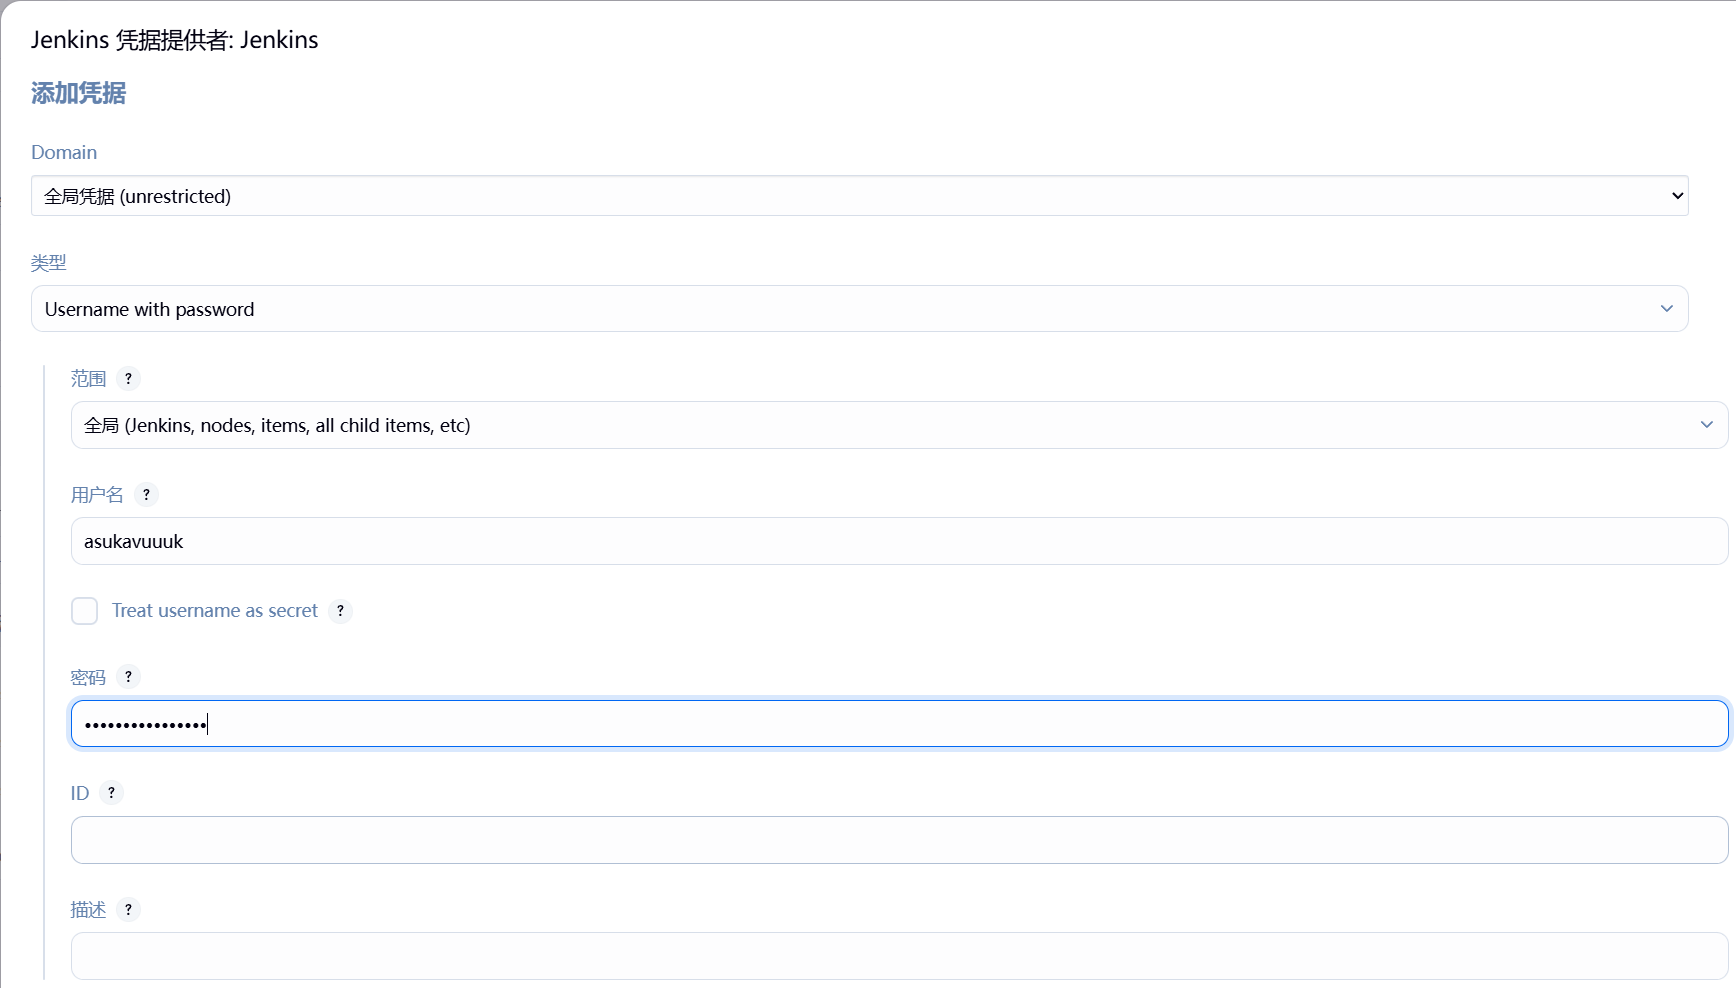 Jenkins 凭据提供者: Jenkins
添加凭据
Domain
全局凭据 (unrestricted)
类型
Username with password
范围 ?
全局 (Jenkins, nodes, items, all child items, etc)
用户名 ?
asukavuuuk
Treat username as secret ?
密码 ?
••••••••••••••••
ID ?
描述 ?